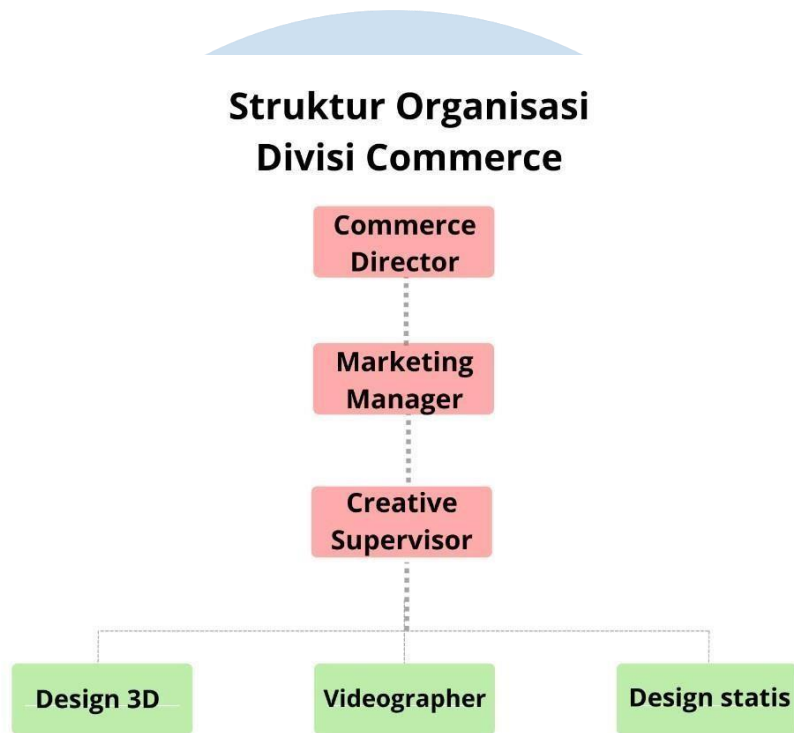 Struktur Organisasi
Divisi Commerce
Commerce
Director
Marketing
Manager
Creative
Supervisor
Design 3D
Videographer
Design statis